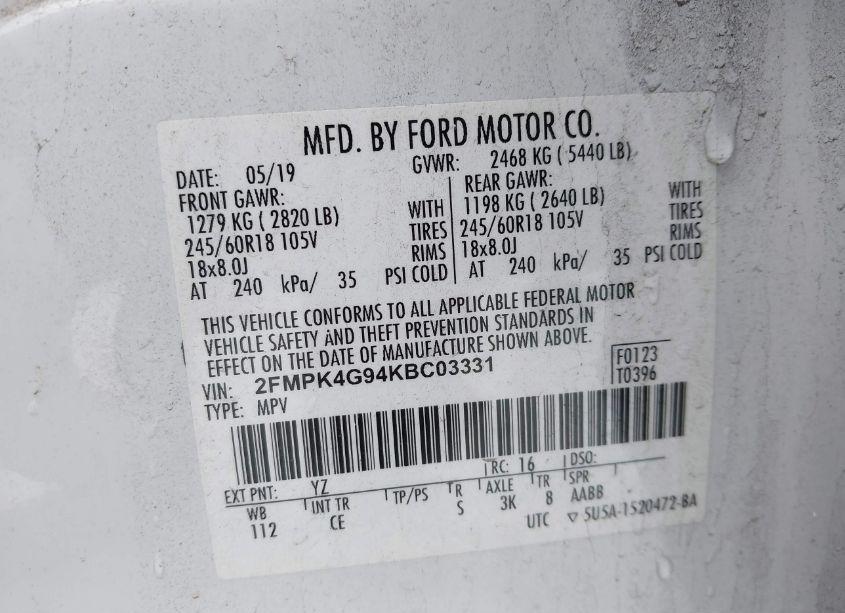 MFD. BY FORD MOTOR CO.
DATE: 05/19 GVWR: 2468 KG ( 5440 LB)
FRONT GAWR: REAR GAWR:
1279 KG ( 2820 LB) WITH 1198 KG ( 2640 LB) WITH
245/60R18 105V TIRES 245/60R18 105V TIRES
18x8.0J RIMS 18x8.0J RIMS
AT 240 kPa/ 35 PSI COLD AT 240 kPa/ 35 PSI COLD
THIS VEHICLE CONFORMS TO ALL APPLICABLE FEDERAL MOTOR
VEHICLE SAFETY AND THEFT PREVENTION STANDARDS IN
EFFECT ON THE DATE OF MANUFACTURE SHOWN ABOVE.
VIN: 2FMPK4G94KBC03331 F0123
TYPE: MPV T0396
EXT PNT: YZ RC: 16 DSO:
WB INT TR TP/PS R AXLE TR SPR
112 CE S 3K 8 AABB
UTC ▽ 5U5A-1520472-BA